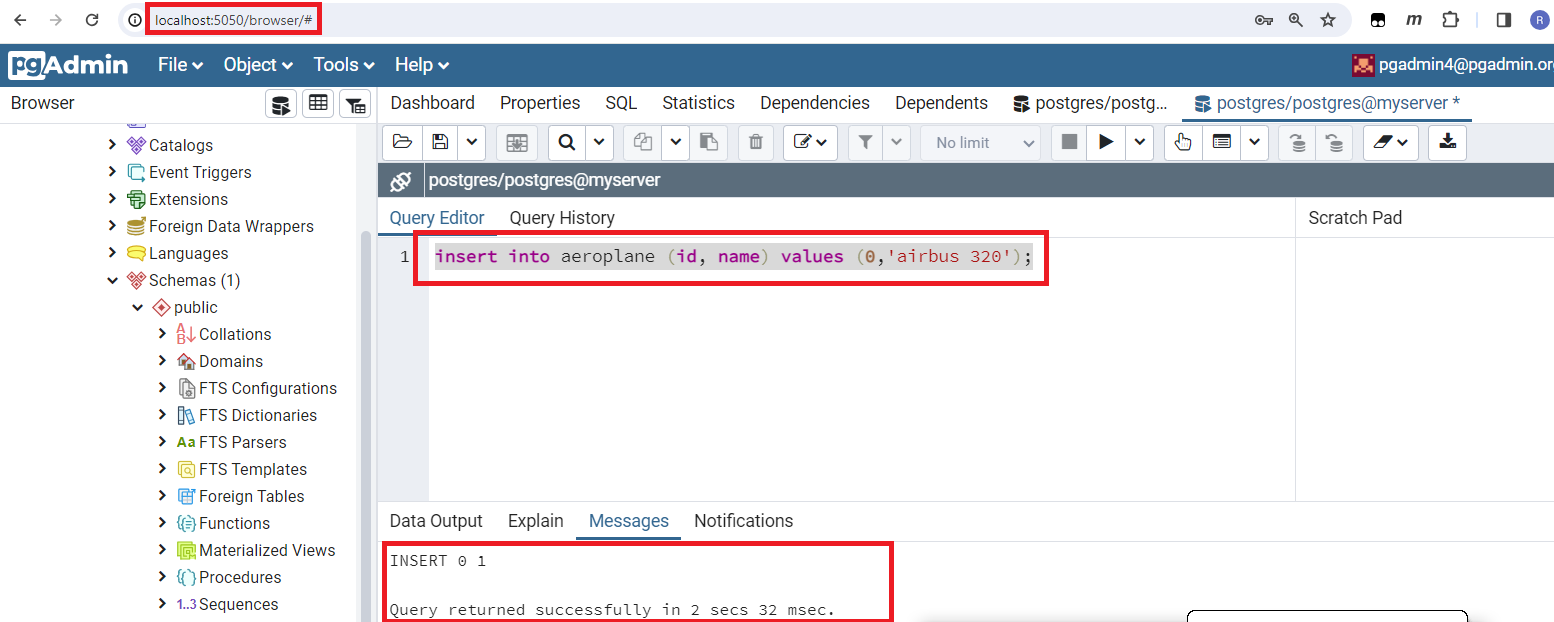 localhost:5050/browser/#
R
pgAdmin File Object Tools Help pgadmin4@pgadmin.or
Browser
Dashboard Properties SQL Statistics Dependencies Dependents postgres/postg... postgres/postgres@myserver *
No limit
postgres/postgres@myserver
Query Editor Query History Scratch Pad
1 insert into aeroplane (id, name) values (0,'airbus 320');
Catalogs
Event Triggers
Extensions
Foreign Data Wrappers
Languages
Schemas (1)
public
Collations
Domains
FTS Configurations
FTS Dictionaries
Aa FTS Parsers
FTS Templates
Foreign Tables
Functions
Materialized Views
Procedures
1..3 Sequences
Data Output Explain Messages Notifications
INSERT 0 1
Query returned successfully in 2 secs 32 msec.